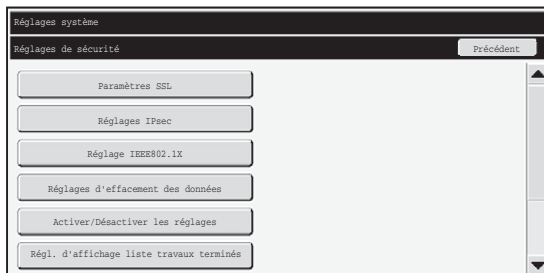 Réglages système
Réglages de sécurité
Précédent
Paramètres SSL
Réglages IPsec
Réglage IEEE802.1X
Réglages d'effacement des données
Activer/Désactiver les réglages
Régl. d'affichage liste travaux terminés